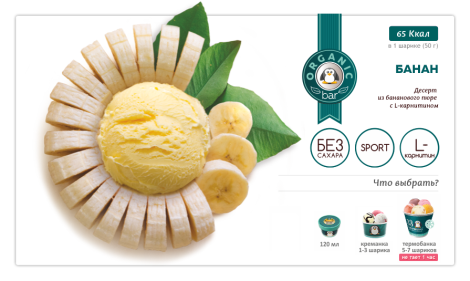 65 Ккал
в 1 шарике (50 г)
ORGANIC
bar
БАНАН
Десерт
из бананового пюре
с L-карнитином
БЕЗ
САХАРА
SPORT
L-
карнитин
Что выбрать?
120 мл
креманка
1-3 шарика
термобанка
5-7 шариков
не тает 1 час